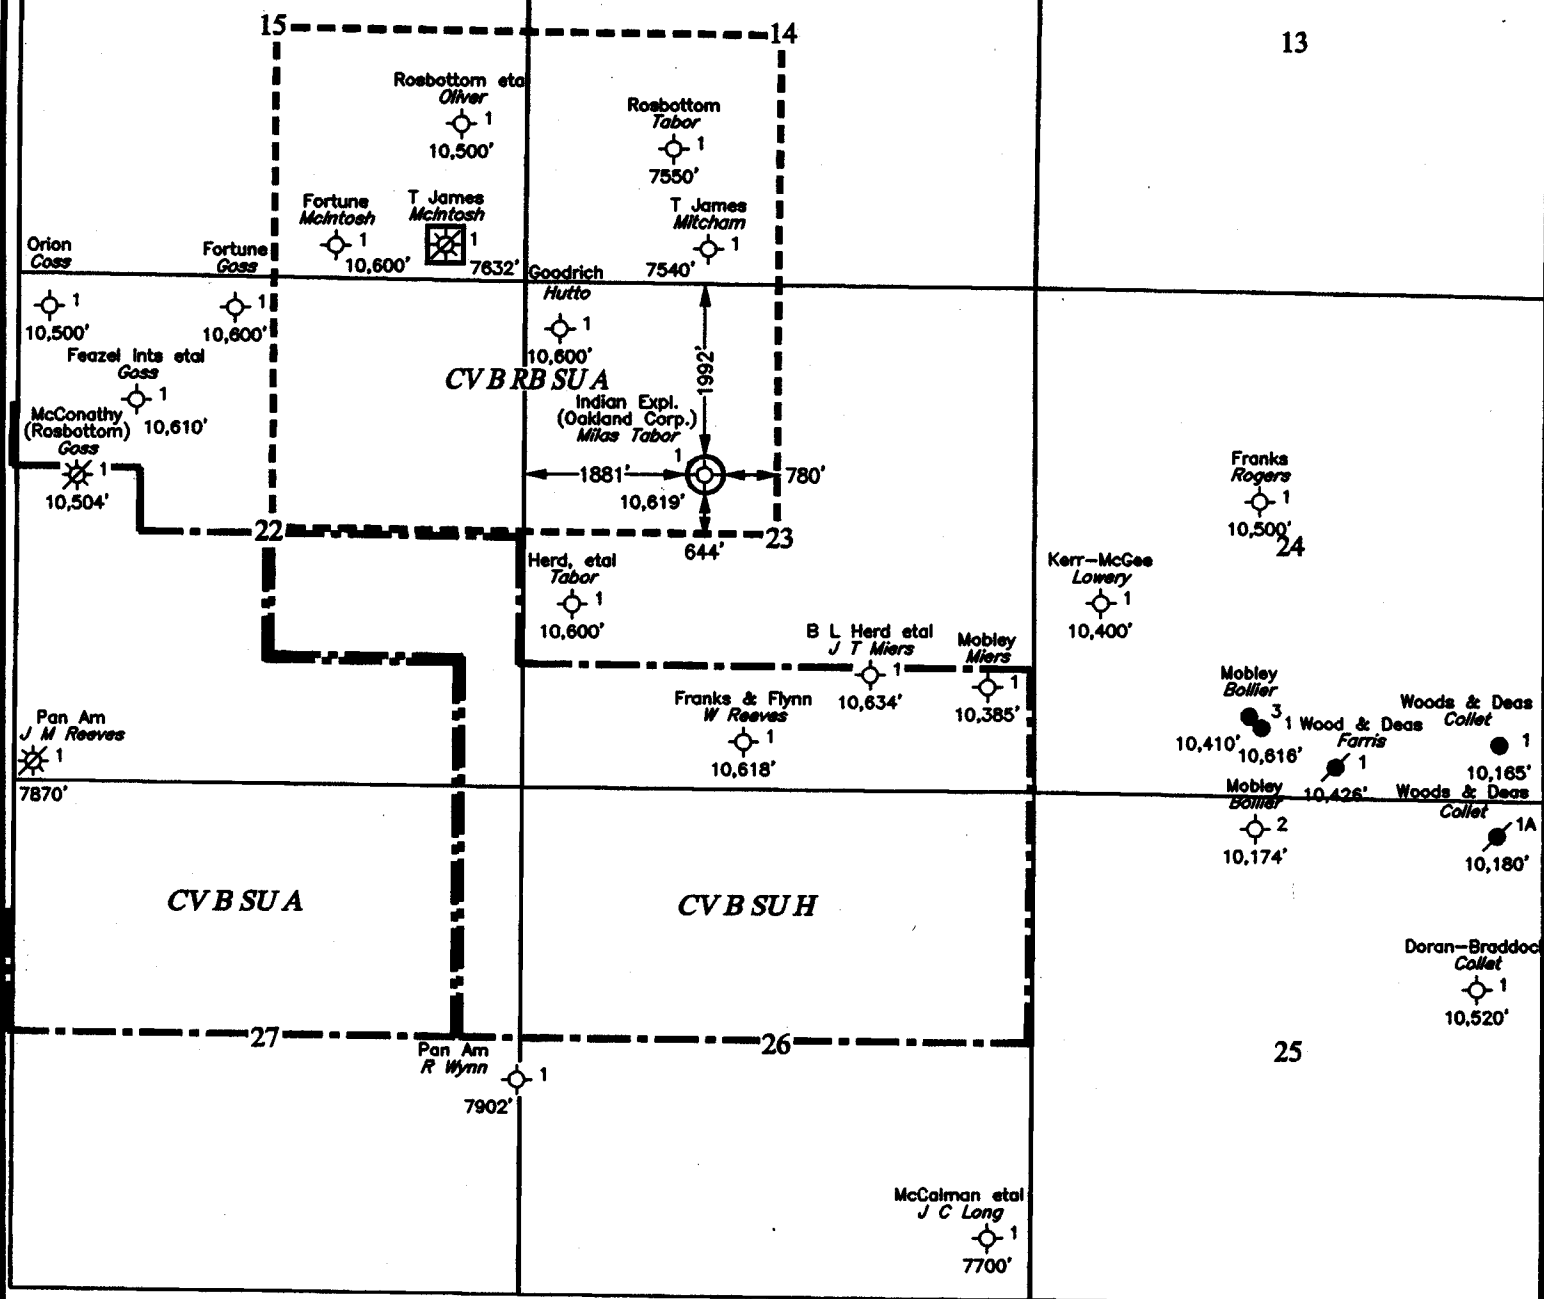 15
14
13
Rosbottom eta
Oliver
1
10,500'
Rosbottom
Tabor
1
7550'
Fortune
McIntosh
1
10,600'
T James
McIntosh
1
7632'
T James
Mitcham
1
7540'
Orion
Coss
1
10,500'
Fortune
Goss
1
10,600'
Goodrich
Hutto
1
10,600'
Feazel Ints etal
Goss
1
10,610'
CV B RB SU A
1992'
McConathy
(Rosbottom)
Goss
1
10,504'
Indian Expl.
(Oakland Corp.)
Milas Tabor
1
1881'
780'
10,619'
644'
22
23
Franks
Rogers
1
10,500'
24
Herd, etal
Tabor
1
10,600'
Kerr-McGee
Lowery
1
10,400'
B L Herd etal
J T Miers
1
10,634'
Mobley
Miers
1
10,385'
Franks & Flynn
W Reeves
1
10,618'
Pan Am
J M Reeves
1
7870'
Mobley
Bollier
3
1
10,410'
10,616'
Wood & Deas
Farris
1
10,426'
Woods & Deas
Collet
1
10,165'
Mobley
Bollier
2
10,174'
Woods & Deas
Collet
1A
10,180'
CV B SU A
CV B SU H
Doran-Braddoc
Collet
1
10,520'
27
26
25
Pan Am
R Wynn
1
7902'
McCalman etal
J C Long
1
7700'